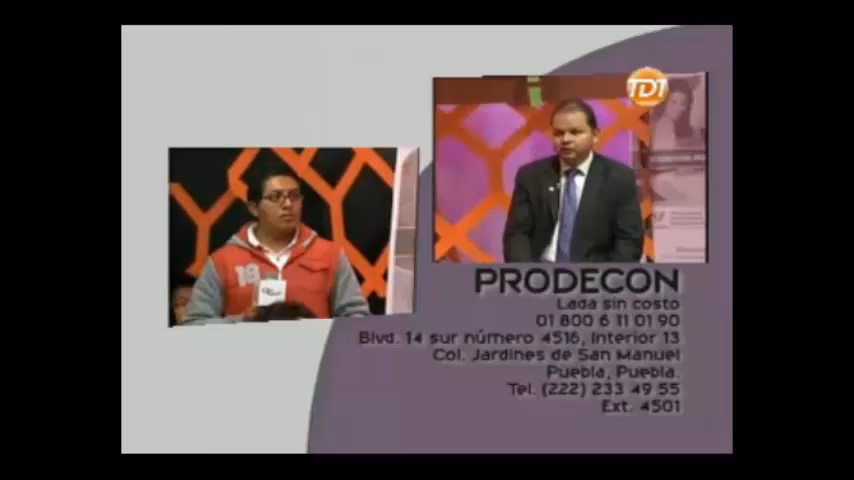 TDT
19
PRODECON
Lada sin costo
01 800 6 11 01 90
Blvd. 14 sur número 4516, Interior 13
Col. Jardines de San Manuel
Puebla, Puebla.
Tel. (222) 233 49 55
Ext. 4501